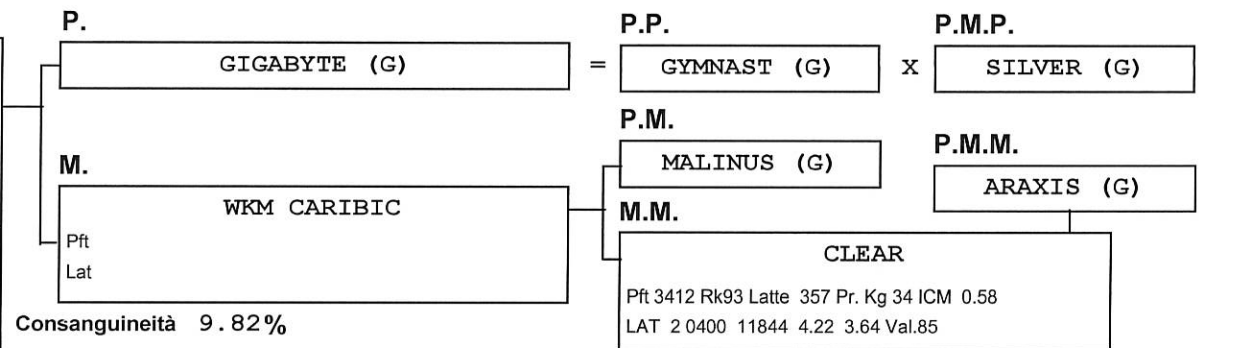 P.
GIGABYTE (G)
=
P.P.
GYMNAST (G)
X
P.M.P.
SILVER (G)
M.
WKM CARIBIC
Pft
Lat
P.M.
MALINUS (G)
P.M.M.
ARAXIS (G)
M.M.
CLEAR
Pft 3412 Rk93 Latte 357 Pr. Kg 34 ICM 0.58
LAT 2 0400 11844 4.22 3.64 Val.85
Consanguineità 9.82%